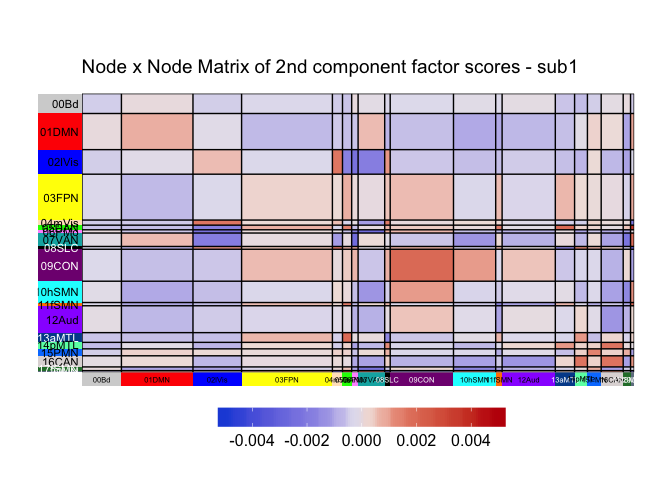 Node x Node Matrix of 2nd component factor scores - sub1
00Bd
01DMN
02iVis
03FPN
04mVis
07VAN
08SLC
09CON
10hSMN
11fSMN
12Aud
13aMTL
14pMTL
15PMN
16CAN
00Bd 01DMN 03FPN 09CON 10hSMN 12Aud 13aMTL
-0.004 -0.002 0.000 0.002 0.004